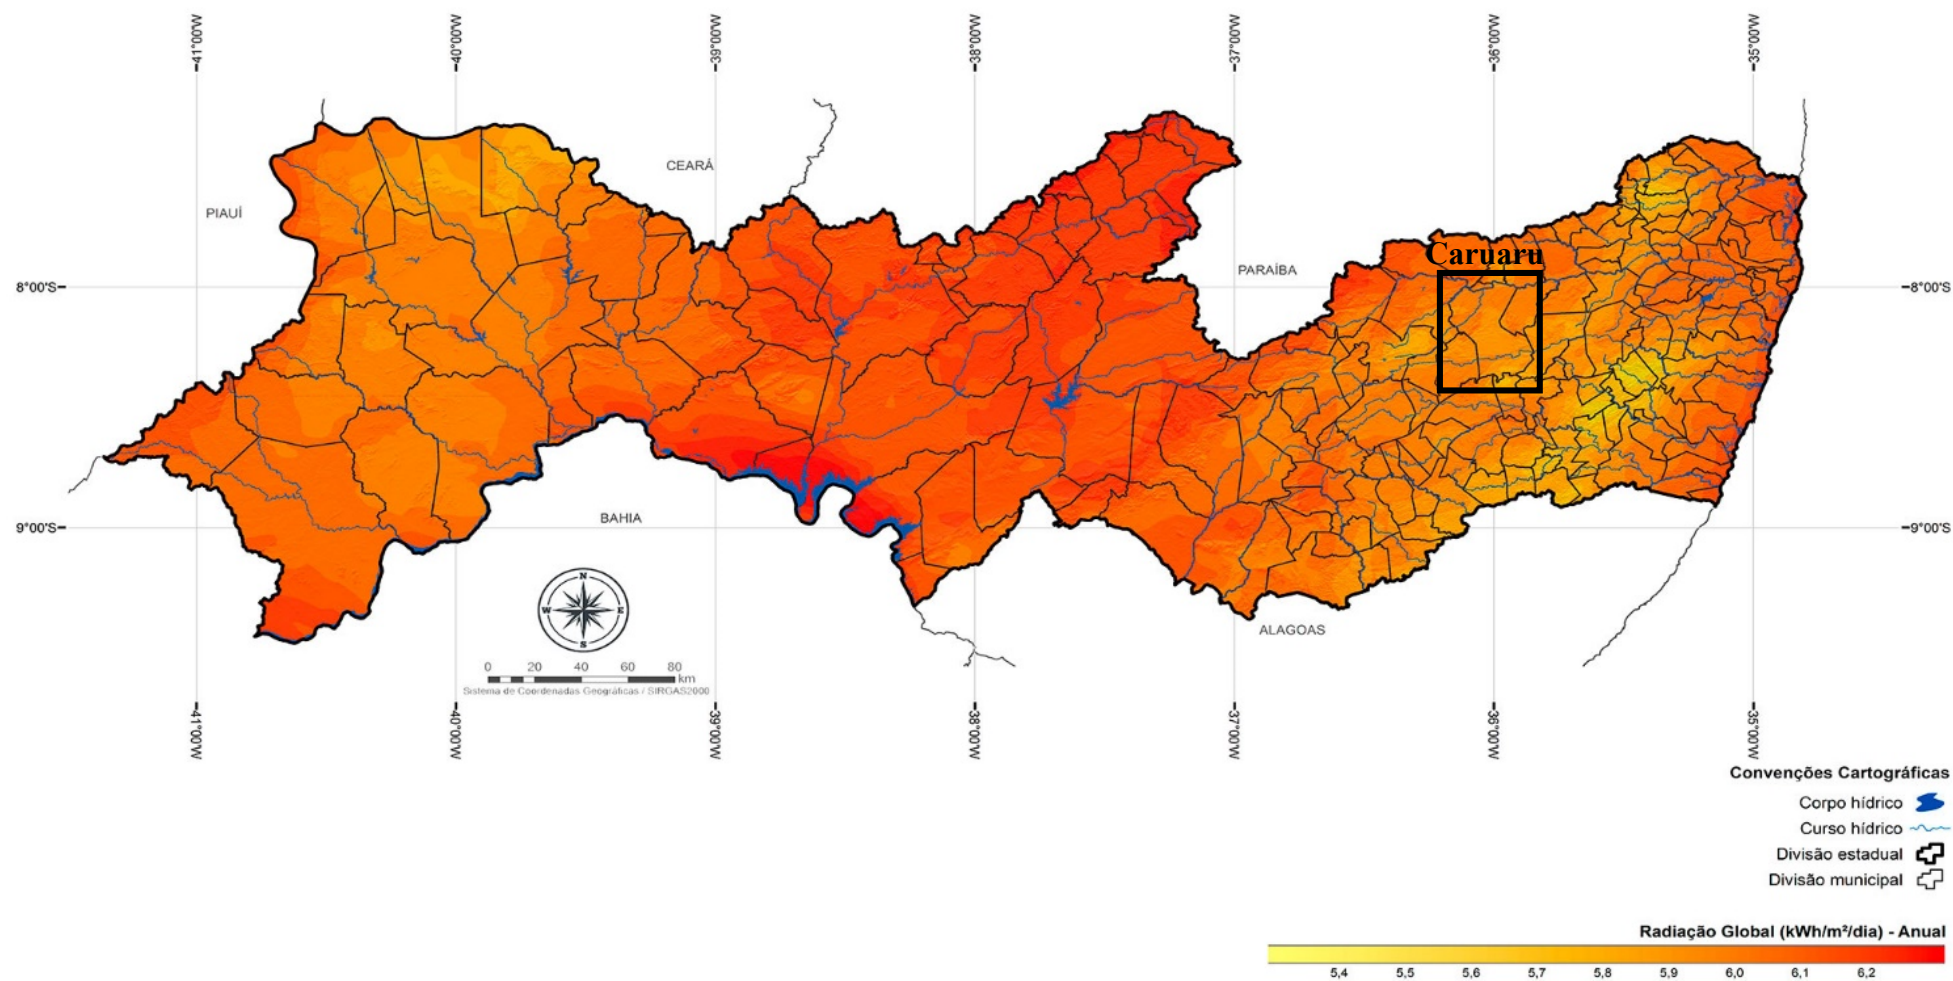 41°00'W 40°00'W 39°00'W 38°00'W 37°00'W 36°00'W 35°00'W
CEARÁ
PIAUÍ
Caruaru
PARAÍBA
8°00'S 8°00'S
BAHIA
9°00'S 9°00'S
N
W E
S
ALAGOAS
0 20 40 60 80
km
Sistema de Coordenadas Geográficas / SIRGAS2000
41°00'W 40°00'W 39°00'W 38°00'W 37°00'W 36°00'W 35°00'W
Convenções Cartográficas
Corpo hídrico
Curso hídrico
Divisão estadual
Divisão municipal
Radiação Global (kWh/m²/dia) - Anual
5,4 5,5 5,6 5,7 5,8 5,9 6,0 6,1 6,2